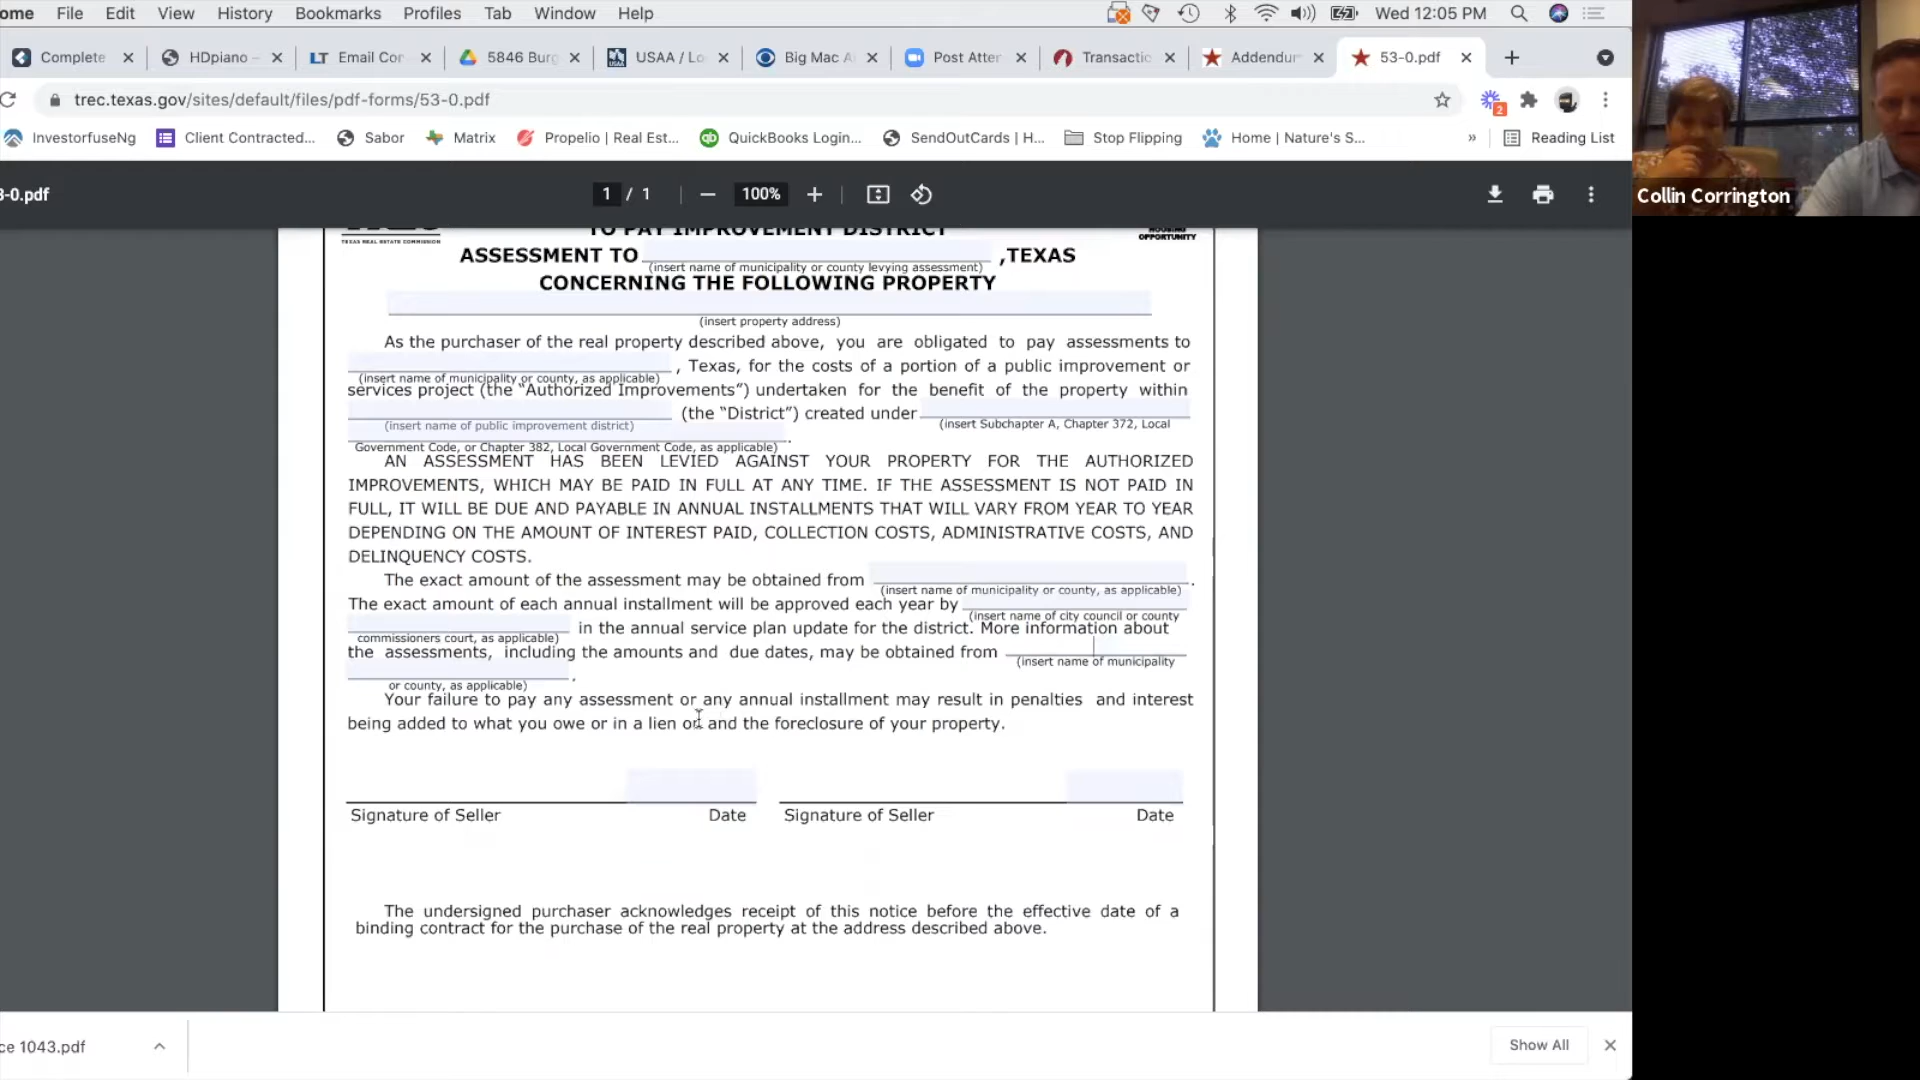 ome File Edit View History Bookmarks Profiles Tab Window Help Wed 12:05 PM
Complete HDpiano – LT Email Cor 5846 Burg USAA / Lo Big Mac A Post Atter Transactic Addendur 53-0.pdf
trec.texas.gov/sites/default/files/pdf-forms/53-0.pdf 2
InvestorfuseNg Client Contracted... Sabor Matrix Propelio | Real Est... QuickBooks Login... SendOutCards | H... Stop Flipping Home | Nature's S... » Reading List
3-0.pdf 1 / 1 100%
Collin Corrington
TO PAY IMPROVEMENT DISTRICT
TEXAS REAL ESTATE COMMISSION
HOUSING
OPPORTUNITY
ASSESSMENT TO ,TEXAS
(insert name of municipality or county levying assessment)
CONCERNING THE FOLLOWING PROPERTY
(insert property address)
As the purchaser of the real property described above, you are obligated to pay assessments to
, Texas, for the costs of a portion of a public improvement or
(insert name of municipality or county, as applicable)
services project (the “Authorized Improvements”) undertaken for the benefit of the property within
(the “District”) created under
(insert name of public improvement district) (insert Subchapter A, Chapter 372, Local
.
Government Code, or Chapter 382, Local Government Code, as applicable)
AN ASSESSMENT HAS BEEN LEVIED AGAINST YOUR PROPERTY FOR THE AUTHORIZED
IMPROVEMENTS, WHICH MAY BE PAID IN FULL AT ANY TIME. IF THE ASSESSMENT IS NOT PAID IN
FULL, IT WILL BE DUE AND PAYABLE IN ANNUAL INSTALLMENTS THAT WILL VARY FROM YEAR TO YEAR
DEPENDING ON THE AMOUNT OF INTEREST PAID, COLLECTION COSTS, ADMINISTRATIVE COSTS, AND
DELINQUENCY COSTS.
The exact amount of the assessment may be obtained from .
(insert name of municipality or county, as applicable)
The exact amount of each annual installment will be approved each year by
(insert name of city council or county
in the annual service plan update for the district. More information about
commissioners court, as applicable)
the assessments, including the amounts and due dates, may be obtained from
(insert name of municipality
.
or county, as applicable)
Your failure to pay any assessment or any annual installment may result in penalties and interest
being added to what you owe or in a lien on and the foreclosure of your property.
Signature of Seller Date Signature of Seller Date
The undersigned purchaser acknowledges receipt of this notice before the effective date of a
binding contract for the purchase of the real property at the address described above.
ce 1043.pdf Show All